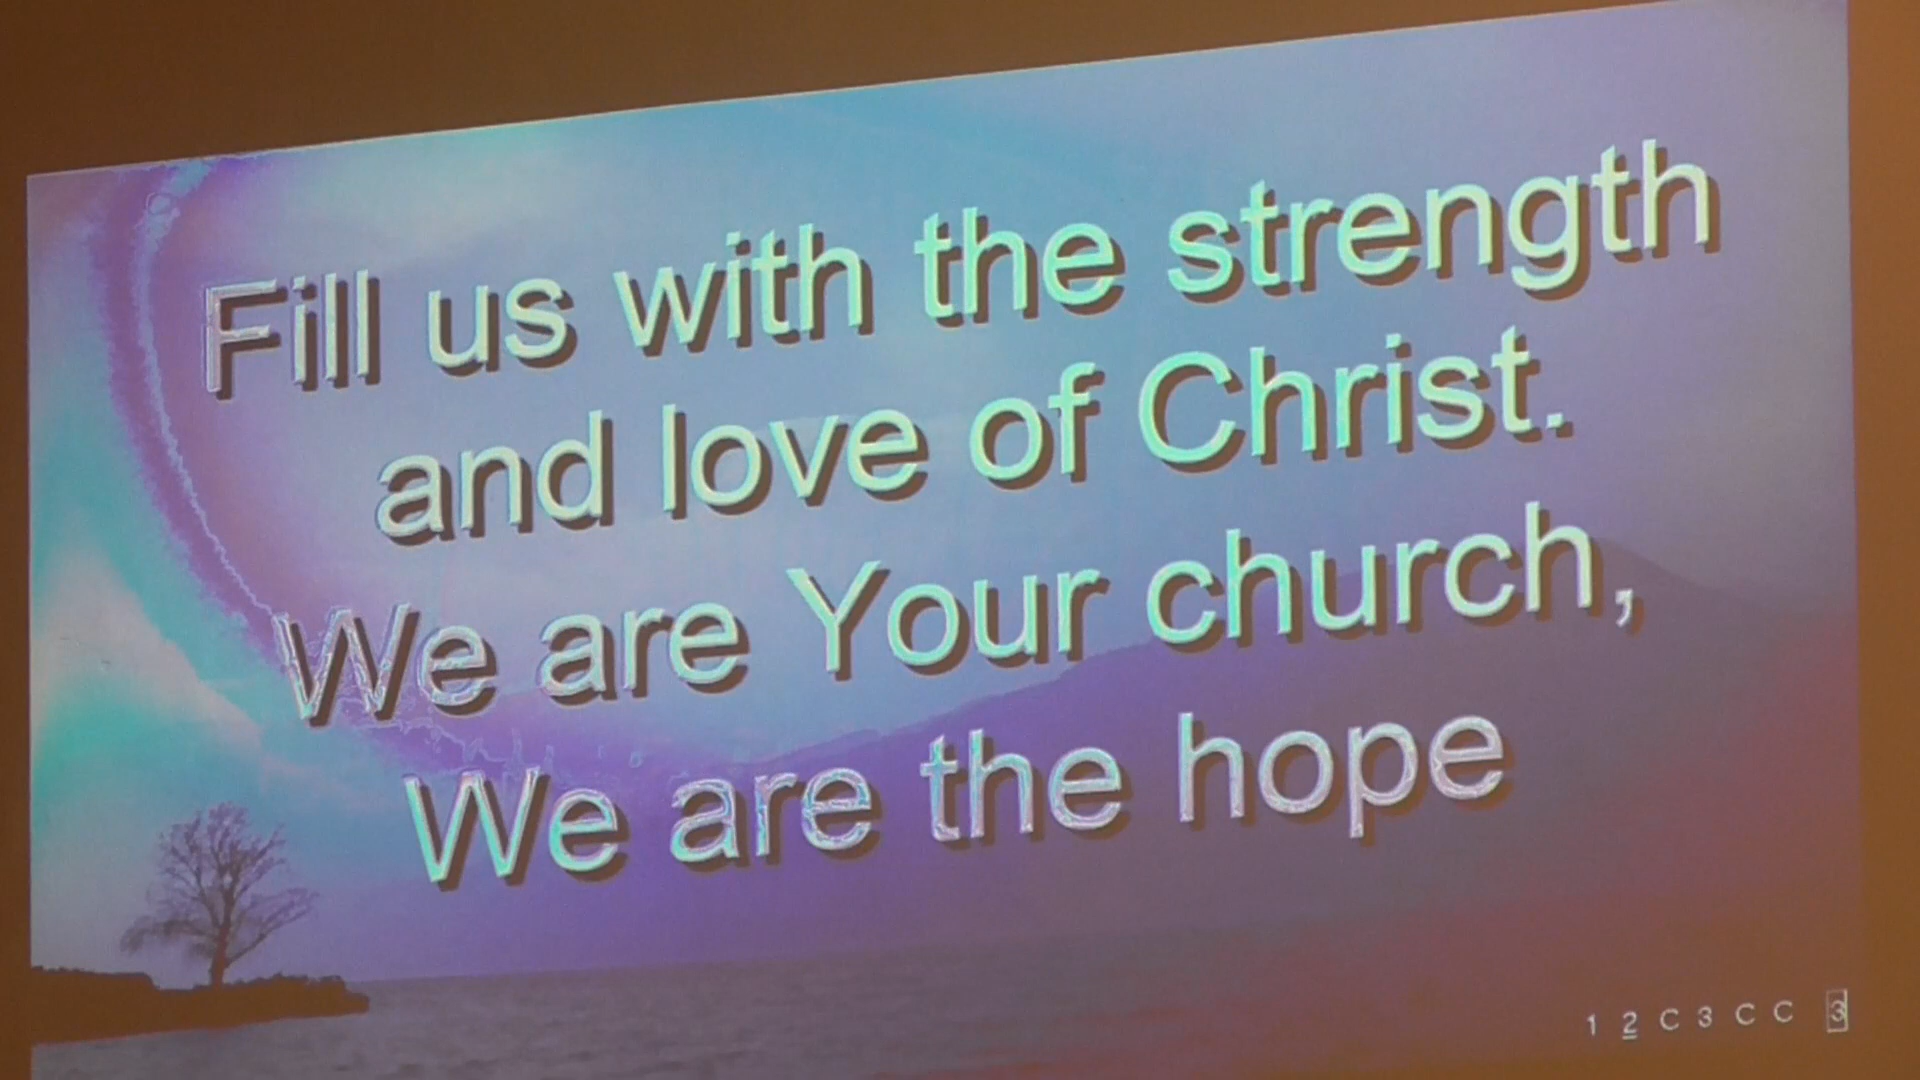 Fill us with the strength
and love of Christ.
We are Your church,
We are the hope
1 2 C 3 C C 3